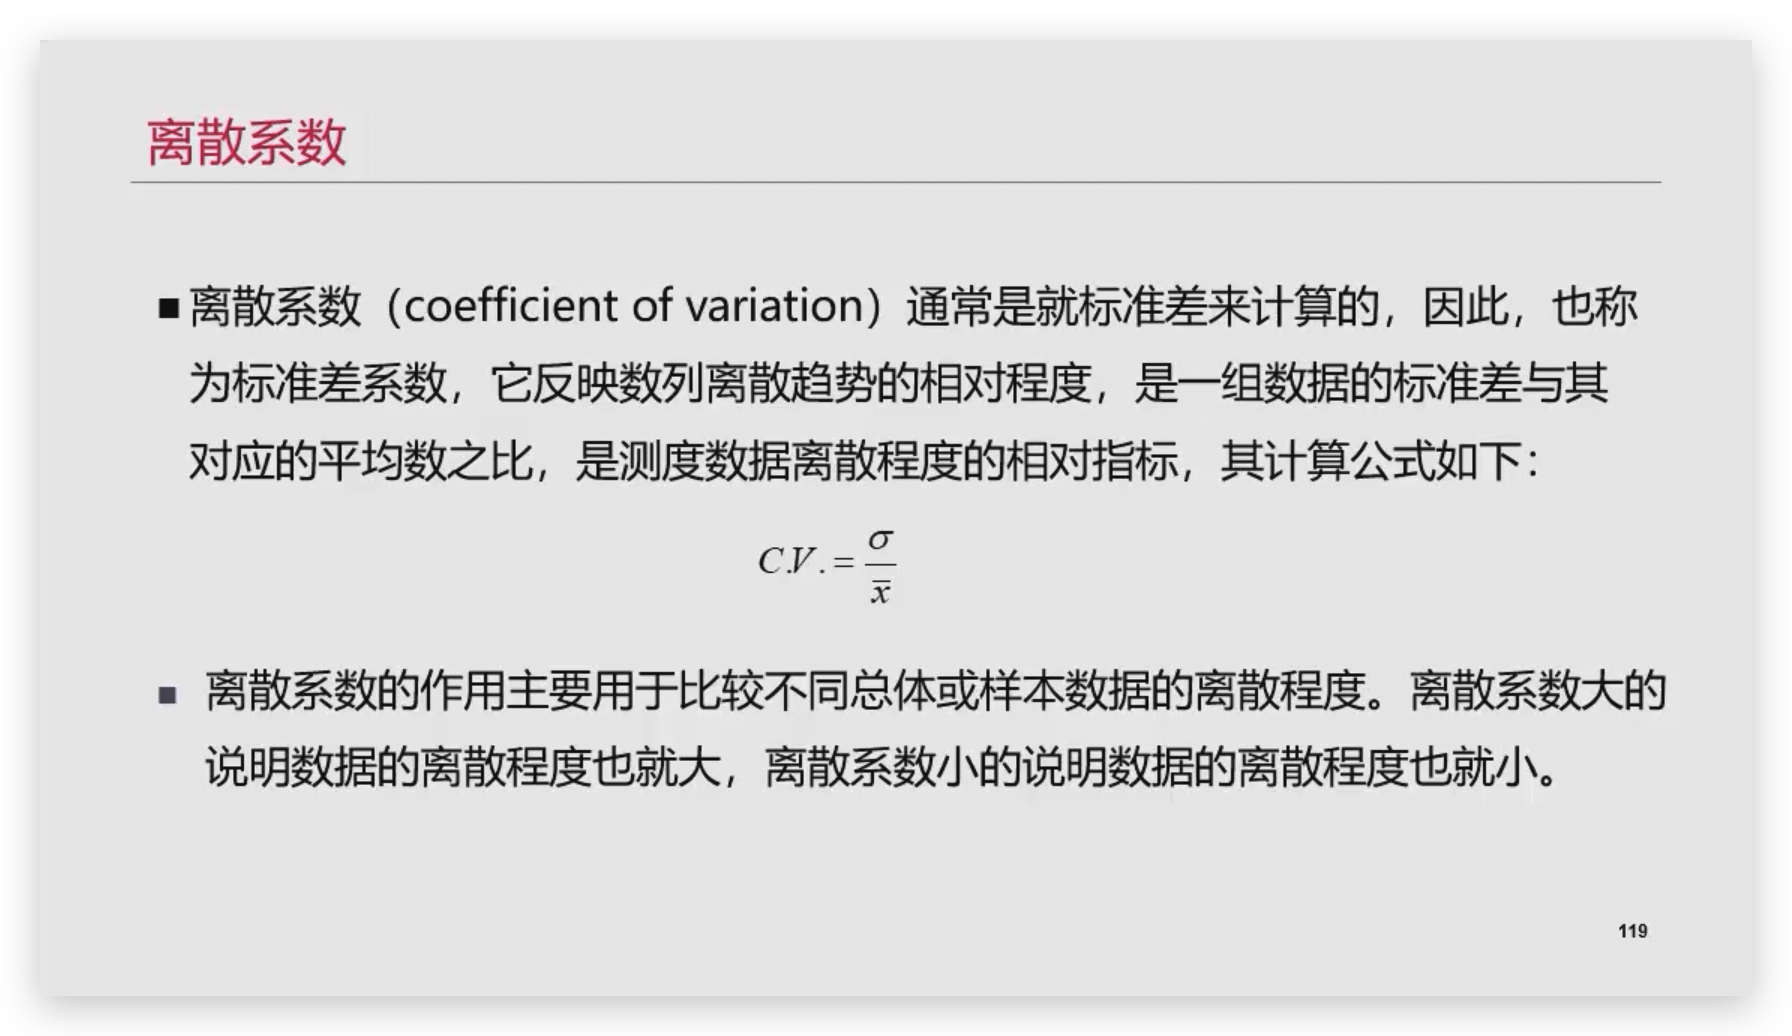 离散系数
■离散系数（coefficient of variation）通常是就标准差来计算的，因此，也称
为标准差系数，它反映数列离散趋势的相对程度，是一组数据的标准差与其
对应的平均数之比，是测度数据离散程度的相对指标，其计算公式如下：
C.V. = σ / x̄
■ 离散系数的作用主要用于比较不同总体或样本数据的离散程度。离散系数大的
说明数据的离散程度也就大，离散系数小的说明数据的离散程度也就小。
119